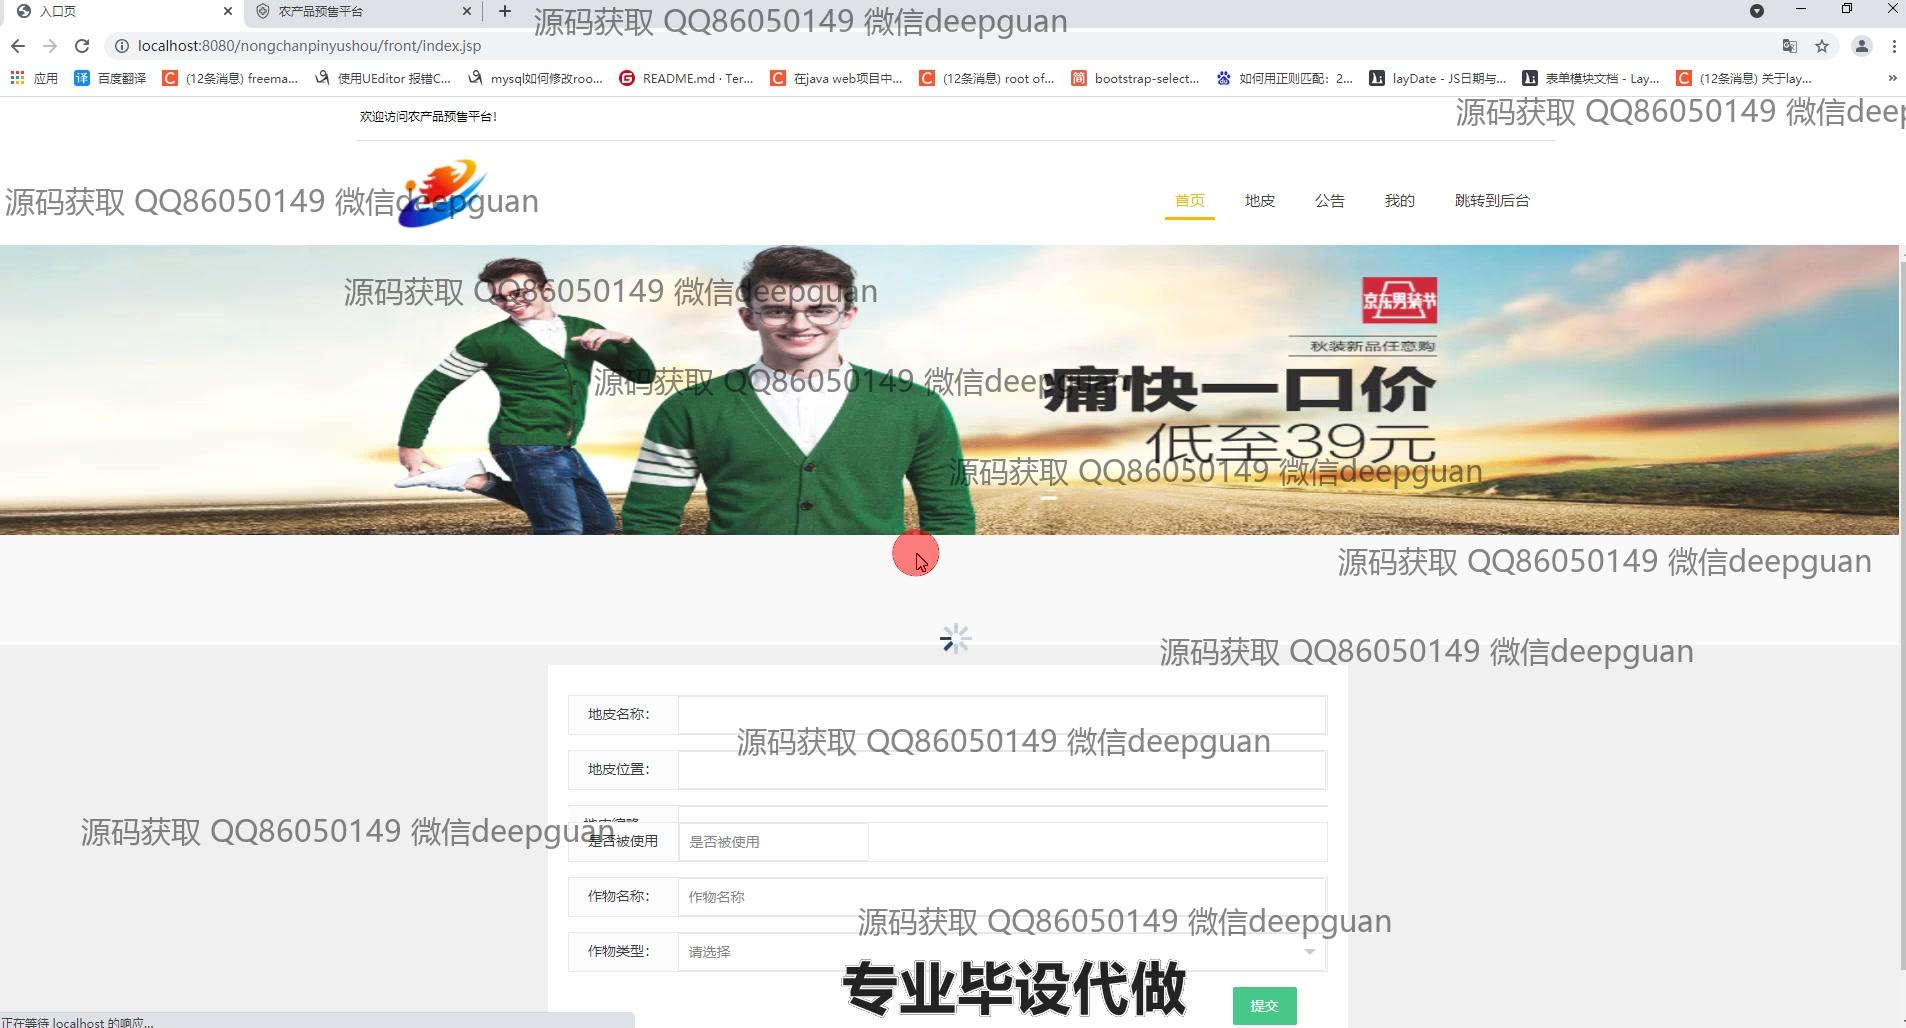 入口页
农产品预售平台
源码获取 QQ86050149 微信deepguan
localhost:8080/nongchanpinyushou/front/index.jsp
应用
百度翻译
(12条消息) freema...
使用UEditor 报错C...
mysql如何修改roo...
README.md · Ter...
在java web项目中...
(12条消息) root of...
bootstrap-select...
如何用正则匹配：2...
layDate - JS日期与...
表单模块文档 - Lay...
(12条消息) 关于lay...
欢迎访问农产品预售平台!
源码获取 QQ86050149 微信deep
源码获取 QQ86050149 微信deepguan
首页
地皮
公告
我的
跳转到后台
源码获取 QQ86050149 微信deepguan
京东男装节
秋装新品任意购
源码获取 QQ86050149 微信deepguan
痛快一口价
低至39元
源码获取 QQ86050149 微信deepguan
源码获取 QQ86050149 微信deepguan
源码获取 QQ86050149 微信deepguan
地皮名称：
源码获取 QQ86050149 微信deepguan
地皮位置：
源码获取 QQ86050149 微信deepguan
是否被使用
是否被使用
作物名称：
作物名称
源码获取 QQ86050149 微信deepguan
作物类型：
请选择
专业毕设代做
提交
正在等待 localhost 的响应...